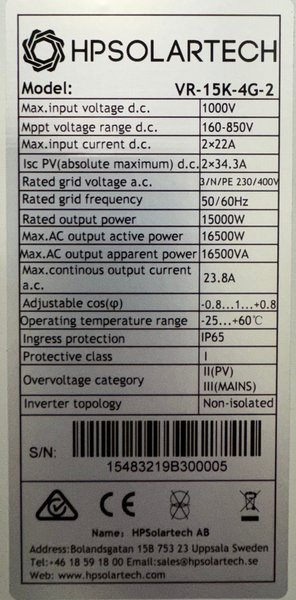 HPSOLARTECH
Model: VR-15K-4G-2
Max.input voltage d.c. 1000V
Mppt voltage range d.c. 160-850V
Max.input current d.c. 2×22A
Isc PV(absolute maximum) d.c. 2×34.3A
Rated grid voltage a.c. 3/N/PE 230/400V
Rated grid frequency 50/60Hz
Rated output power 15000W
Max.AC output active power 16500W
Max.AC output apparent power 16500VA
Max.continous output current a.c. 23.8A
Adjustable cos(φ) -0.8...1...+0.8
Operating temperature range -25...+60℃
Ingress protection IP65
Protective class I
Overvoltage category II(PV) III(MAINS)
Inverter topology Non-isolated
S/N:
15483219B300005
CE
Name: HPSolartech AB
Address:Bolandsgatan 15B 753 23 Uppsala Sweden
Tel:+46 18 59 18 00 Email:sales@hpsolartech.se
Web: www.hpsolartech.com